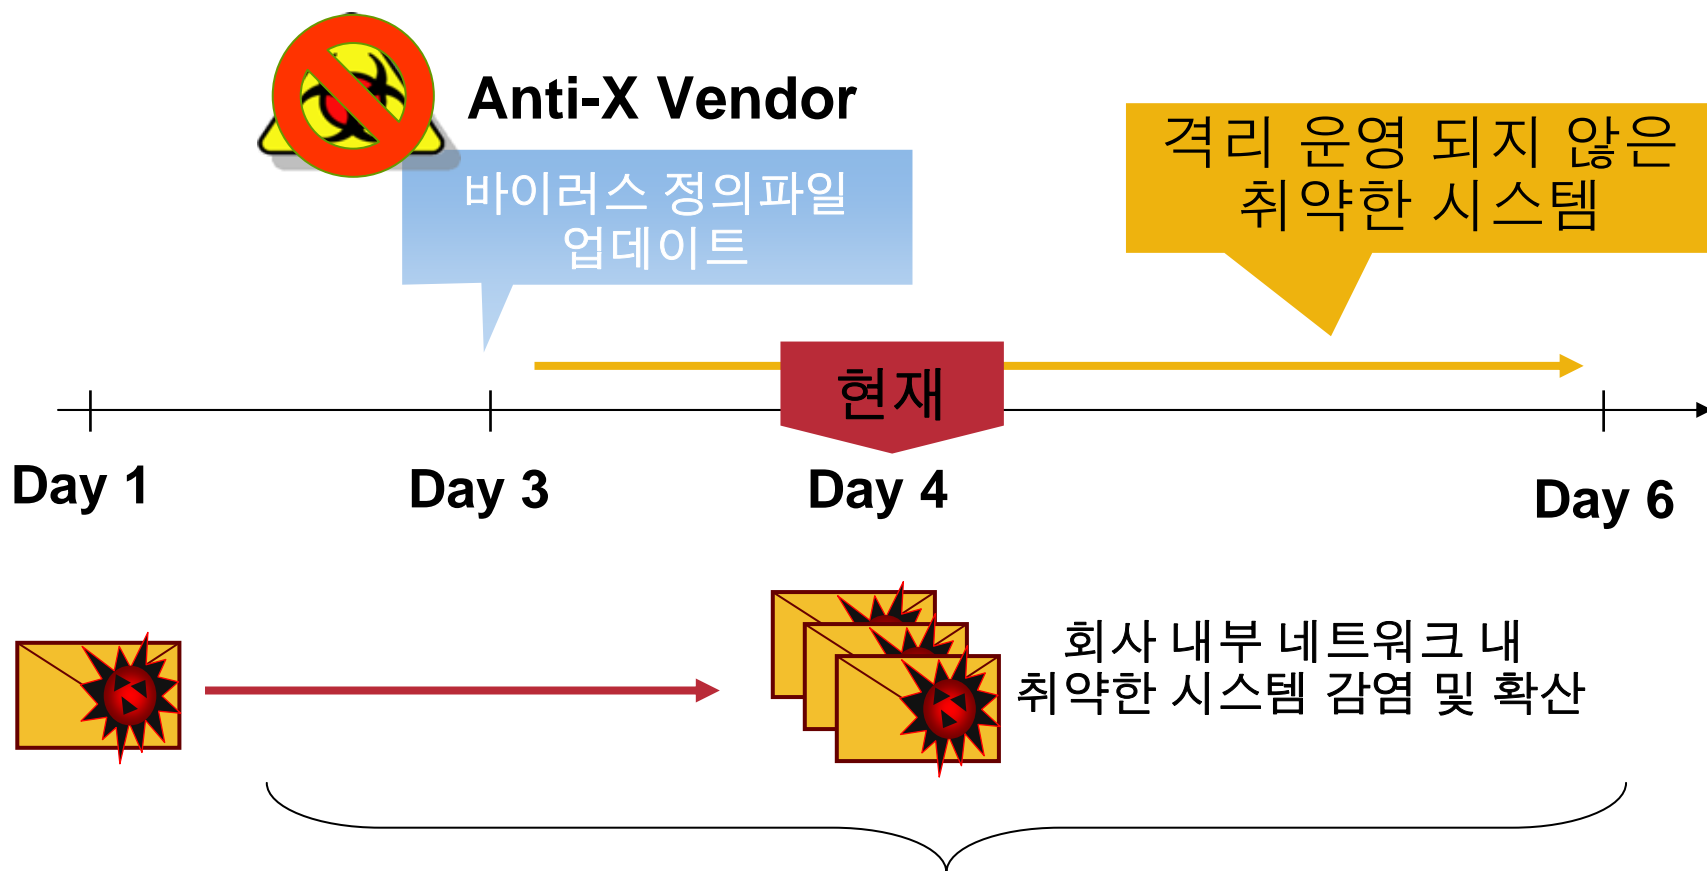 Anti-X Vendor
바이러스 정의파일
업데이트
격리 운영 되지 않은
취약한 시스템
현재
Day 1
Day 3
Day 4
Day 6
회사 내부 네트워크 내
취약한 시스템 감염 및 확산